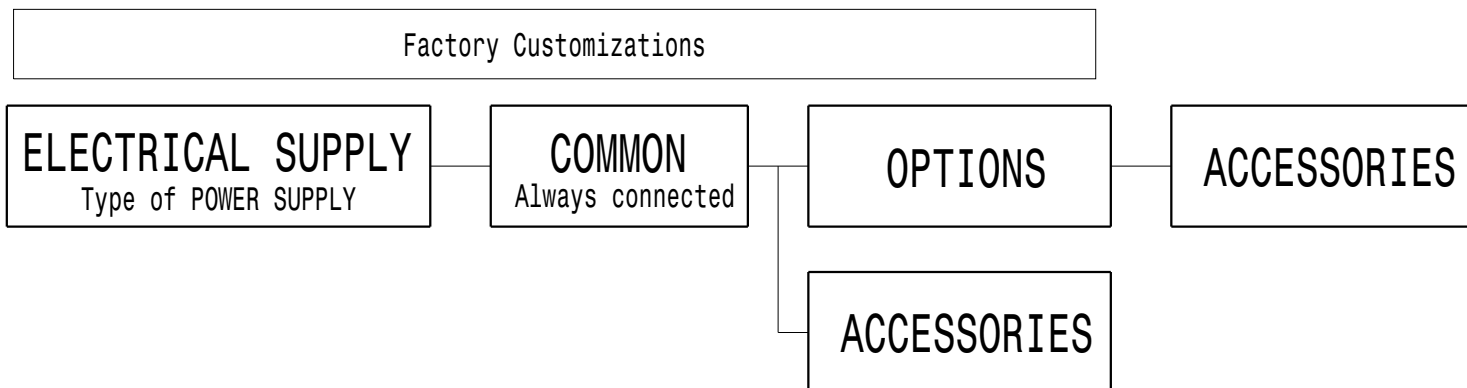 Factory Customizations
ELECTRICAL SUPPLY
Type of POWER SUPPLY
COMMON
Always connected
OPTIONS
ACCESSORIES
ACCESSORIES